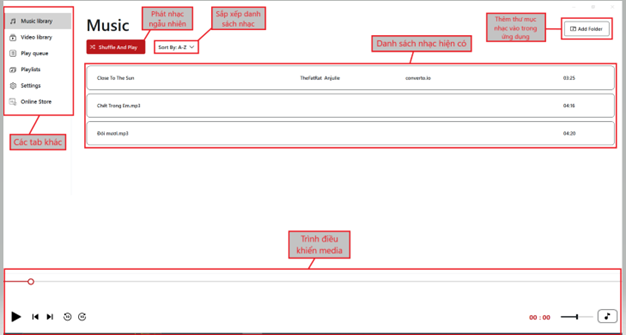 Music library
Video library
Play queue
Playlists
Settings
Online Store
Các tab khác
Music
Phát nhạc
ngẫu nhiên
Sắp xếp danh
sách nhạc
Shuffle And Play
Sort By: A-Z
Danh sách nhạc hiện có
Thêm thư mục
nhạc vào trong
ứng dụng
Add Folder
Close To The Sun TheFatRat Anjulie converto.io 03:25
Chết Trong Em.mp3 04:16
Đôi mươi.mp3 04:20
Trình điều
khiển media
00 : 00